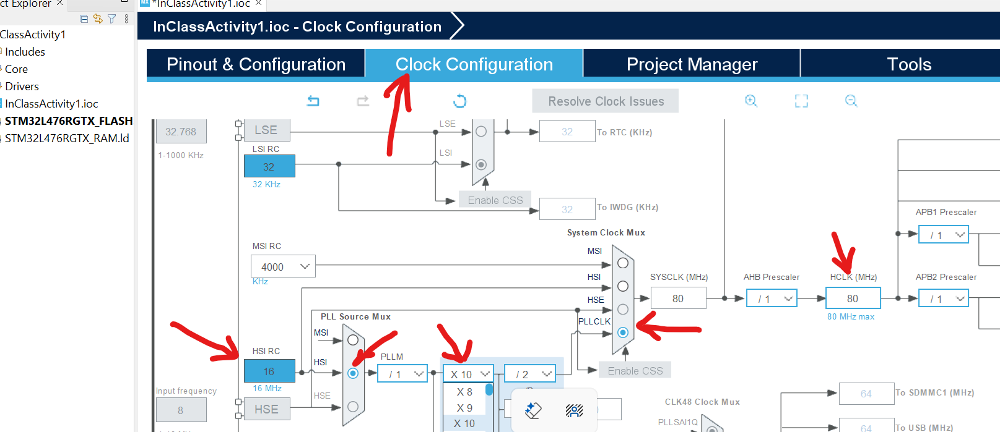 ct Explorer
*InClassActivity1.ioc
ClassActivity1
Includes
Core
Drivers
InClassActivity1.ioc
STM32L476RGTX_FLASH
STM32L476RGTX_RAM.ld
MX
InClassActivity1.ioc - Clock Configuration
Pinout & Configuration
Clock Configuration
Project Manager
Tools
Resolve Clock Issues
32.768
1-1000 KHz
LSE
LSI RC
32
32 KHz
LSE
LSI
32
To RTC (KHz)
Enable CSS
32
To IWDG (KHz)
System Clock Mux
MSI RC
4000
KHz
MSI
HSI
HSE
PLLCLK
SYSCLK (MHz)
80
AHB Prescaler
/ 1
HCLK (MHz)
80
80 MHz max
APB1 Prescaler
/ 1
APB2 Prescaler
/ 1
PLL Source Mux
MSI
HSI RC
16
16 MHz
HSI
HSE
PLLM
/ 1
X 10
X 8
X 9
X 10
/ 2
Enable CSS
Input frequency
8
HSE
CLK48 Clock Mux
PLLSAI1Q
64
To SDMMC1 (MHz)
64
To USB (MHz)